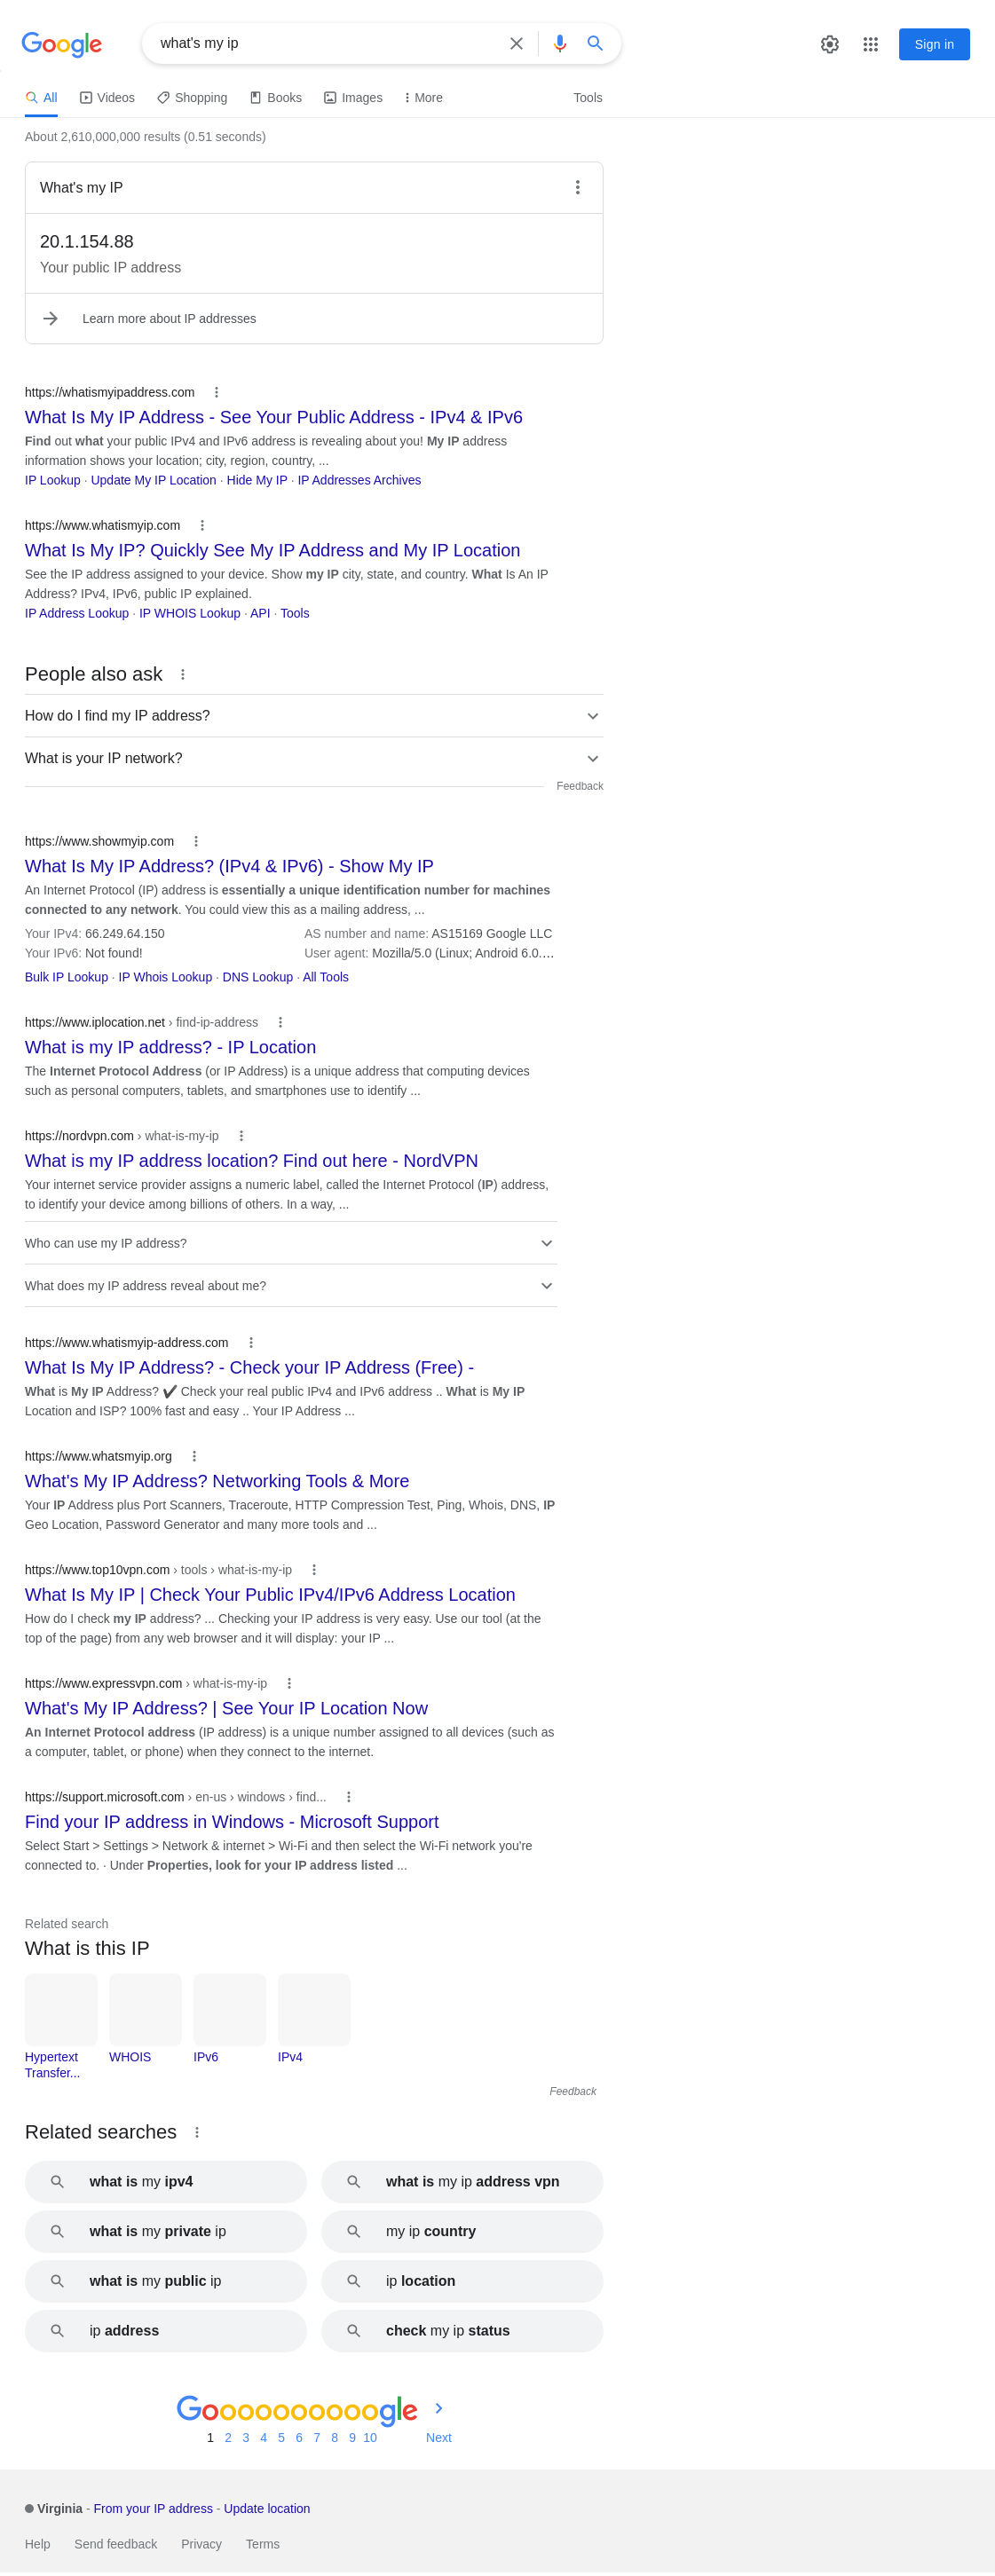 Google
what's my ip
Sign in
All Videos Shopping Books Images More Tools
About 2,610,000,000 results (0.51 seconds)
What's my IP
20.1.154.88
Your public IP address
Learn more about IP addresses
https://whatismyipaddress.com
What Is My IP Address - See Your Public Address - IPv4 & IPv6
Find out what your public IPv4 and IPv6 address is revealing about you! My IP address
information shows your location; city, region, country, ...
IP Lookup · Update My IP Location · Hide My IP · IP Addresses Archives
https://www.whatismyip.com
What Is My IP? Quickly See My IP Address and My IP Location
See the IP address assigned to your device. Show my IP city, state, and country. What Is An IP
Address? IPv4, IPv6, public IP explained.
IP Address Lookup · IP WHOIS Lookup · API · Tools
People also ask
How do I find my IP address?
What is your IP network?
Feedback
https://www.showmyip.com
What Is My IP Address? (IPv4 & IPv6) - Show My IP
An Internet Protocol (IP) address is essentially a unique identification number for machines
connected to any network. You could view this as a mailing address, ...
Your IPv4: 66.249.64.150 AS number and name: AS15169 Google LLC
Your IPv6: Not found! User agent: Mozilla/5.0 (Linux; Android 6.0....
Bulk IP Lookup · IP Whois Lookup · DNS Lookup · All Tools
https://www.iplocation.net › find-ip-address
What is my IP address? - IP Location
The Internet Protocol Address (or IP Address) is a unique address that computing devices
such as personal computers, tablets, and smartphones use to identify ...
https://nordvpn.com › what-is-my-ip
What is my IP address location? Find out here - NordVPN
Your internet service provider assigns a numeric label, called the Internet Protocol (IP) address,
to identify your device among billions of others. In a way, ...
Who can use my IP address?
What does my IP address reveal about me?
https://www.whatismyip-address.com
What Is My IP Address? - Check your IP Address (Free) -
What is My IP Address? ✔ Check your real public IPv4 and IPv6 address .. What is My IP
Location and ISP? 100% fast and easy .. Your IP Address ...
https://www.whatsmyip.org
What's My IP Address? Networking Tools & More
Your IP Address plus Port Scanners, Traceroute, HTTP Compression Test, Ping, Whois, DNS, IP
Geo Location, Password Generator and many more tools and ...
https://www.top10vpn.com › tools › what-is-my-ip
What Is My IP | Check Your Public IPv4/IPv6 Address Location
How do I check my IP address? ... Checking your IP address is very easy. Use our tool (at the
top of the page) from any web browser and it will display: your IP ...
https://www.expressvpn.com › what-is-my-ip
What's My IP Address? | See Your IP Location Now
An Internet Protocol address (IP address) is a unique number assigned to all devices (such as
a computer, tablet, or phone) when they connect to the internet.
https://support.microsoft.com › en-us › windows › find...
Find your IP address in Windows - Microsoft Support
Select Start > Settings > Network & internet > Wi-Fi and then select the Wi-Fi network you're
connected to. · Under Properties, look for your IP address listed ...
Related search
What is this IP
Hypertext WHOIS IPv6 IPv4
Transfer...
Feedback
Related searches
what is my ipv4 what is my ip address vpn
what is my private ip my ip country
what is my public ip ip location
ip address check my ip status
Goooooooooogle
1 2 3 4 5 6 7 8 9 10 Next
Virginia - From your IP address - Update location
Help Send feedback Privacy Terms